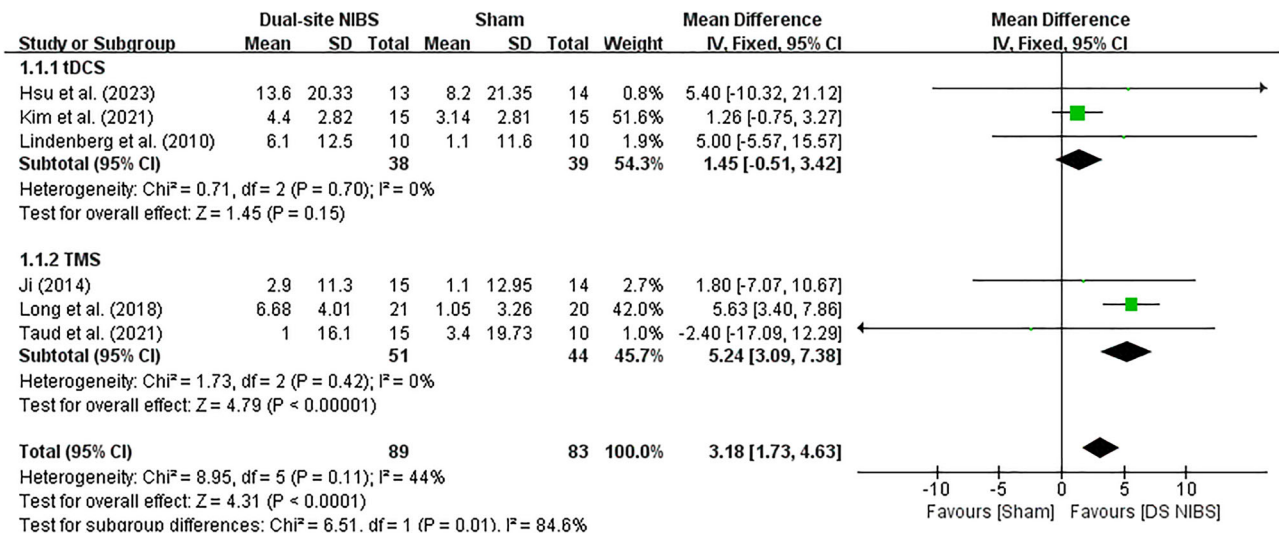 Dual-site NIBS Sham Mean Difference Mean Difference
Study or Subgroup Mean SD Total Mean SD Total Weight IV, Fixed, 95% CI IV, Fixed, 95% CI
1.1.1 tDCS
Hsu et al. (2023) 13.6 20.33 13 8.2 21.35 14 0.8% 5.40 [-10.32, 21.12]
Kim et al. (2021) 4.4 2.82 15 3.14 2.81 15 51.6% 1.26 [-0.75, 3.27]
Lindenberg et al. (2010) 6.1 12.5 10 1.1 11.6 10 1.9% 5.00 [-5.57, 15.57]
Subtotal (95% CI) 38 39 54.3% 1.45 [-0.51, 3.42]
Heterogeneity: Chi² = 0.71, df = 2 (P = 0.70); I² = 0%
Test for overall effect: Z = 1.45 (P = 0.15)
1.1.2 TMS
Ji (2014) 2.9 11.3 15 1.1 12.95 14 2.7% 1.80 [-7.07, 10.67]
Long et al. (2018) 6.68 4.01 21 1.05 3.26 20 42.0% 5.63 [3.40, 7.86]
Taud et al. (2021) 1 16.1 15 3.4 19.73 10 1.0% -2.40 [-17.09, 12.29]
Subtotal (95% CI) 51 44 45.7% 5.24 [3.09, 7.38]
Heterogeneity: Chi² = 1.73, df = 2 (P = 0.42); I² = 0%
Test for overall effect: Z = 4.79 (P < 0.00001)
Total (95% CI) 89 83 100.0% 3.18 [1.73, 4.63]
Heterogeneity: Chi² = 8.95, df = 5 (P = 0.11); I² = 44%
Test for overall effect: Z = 4.31 (P < 0.0001)
Test for subgroup differences: Chi² = 6.51, df = 1 (P = 0.01), I² = 84.6%
-10 -5 0 5 10
Favours [Sham] Favours [DS NIBS]